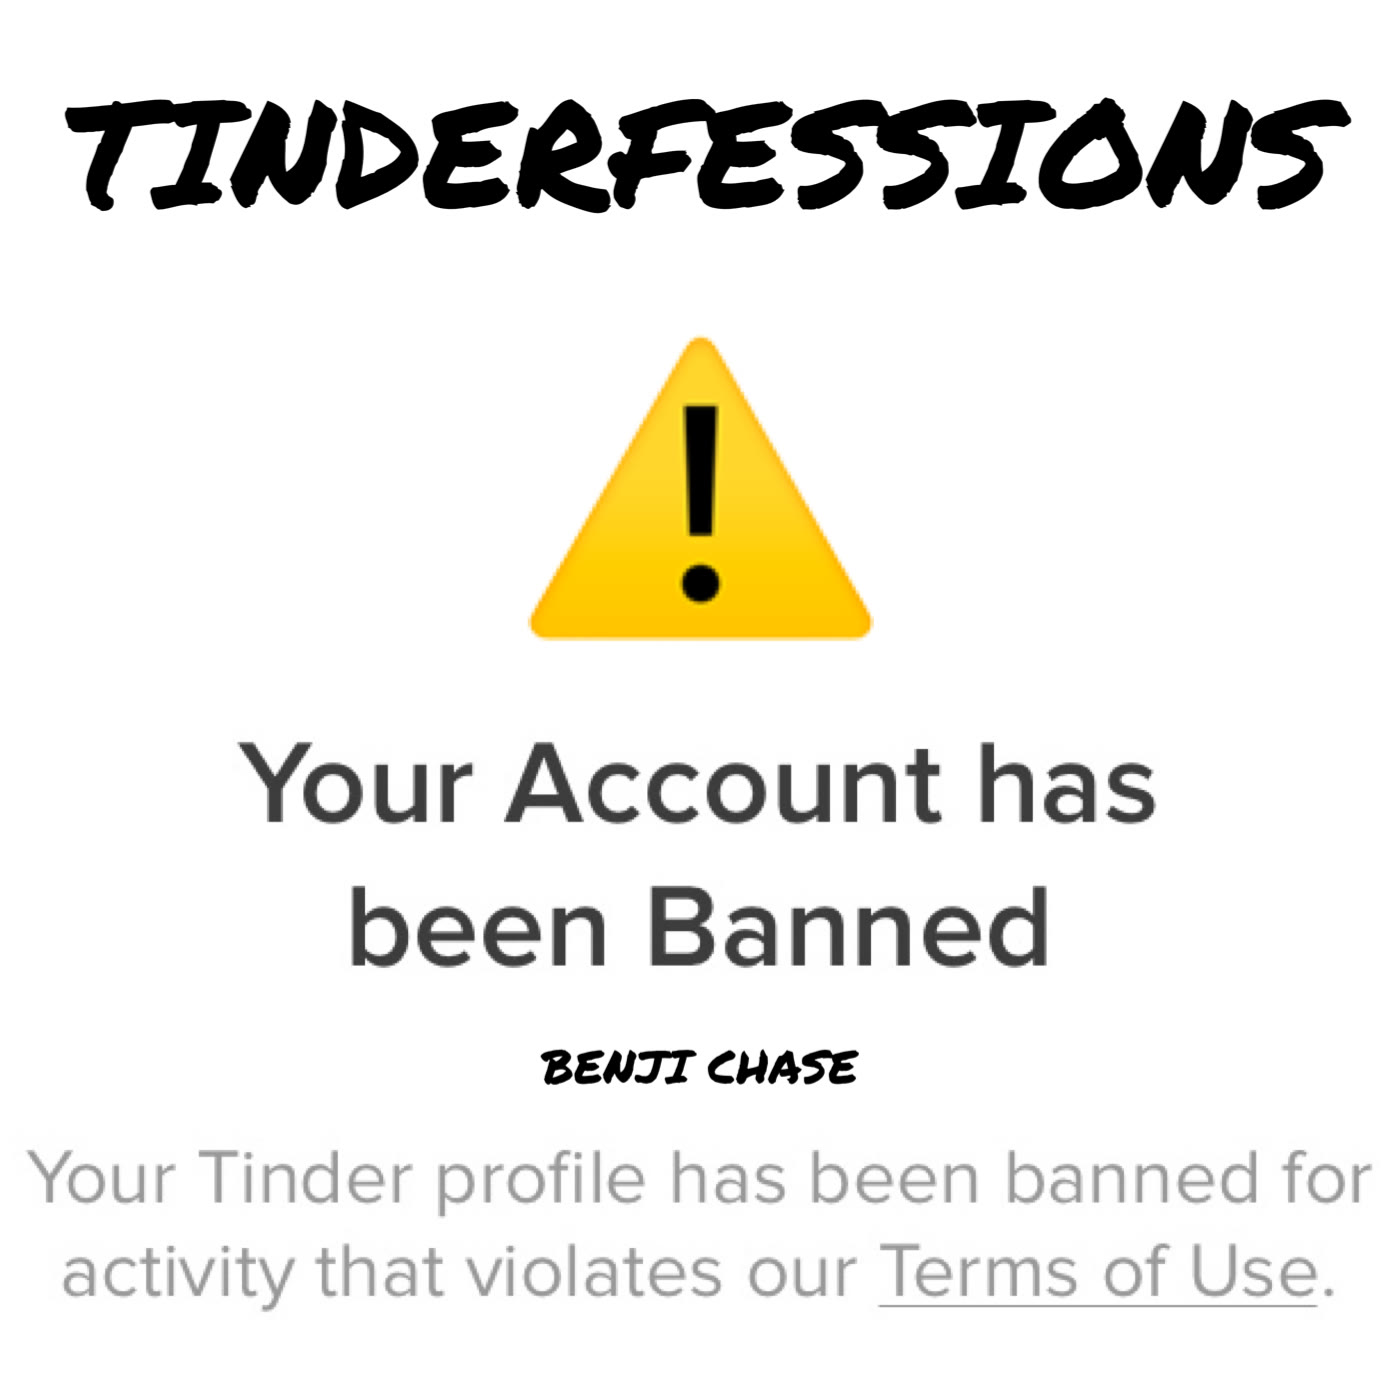 TINDERFESSIONS
!
Your Account has
been Banned
BENJI CHASE
Your Tinder profile has been banned for
activity that violates our Terms of Use.